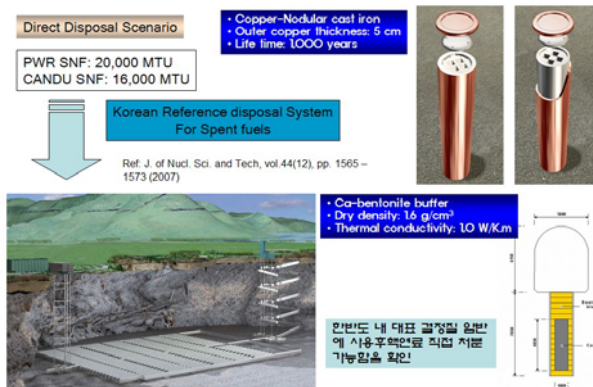 Direct Disposal Scenario
PWR SNF: 20,000 MTU
CANDU SNF: 16,000 MTU
• Copper-Nodular cast iron
• Outer copper thickness: 5 cm
• Life time: 1,000 years
Korean Reference disposal System
For Spent fuels
Ref: J. of Nucl. Sci. and Tech, vol.44(12), pp. 1565 –
1573 (2007)
• Ca-bentonite buffer
• Dry density: 1.6 g/cm³
• Thermal conductivity: 1.0 W/K.m
한반도 내 대표 결정질 암반
에 사용후핵연료 직접 처분
가능함을 확인